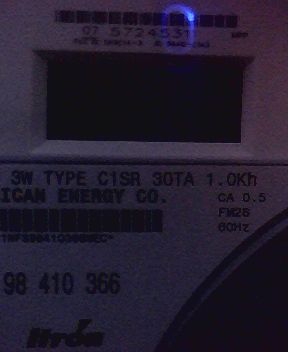 07 5724531
3W TYPE C1SR 30TA 1.0Kh
ICAN ENERGY CO. CA 0.5
FM2S
60Hz
98 410 366
Itron